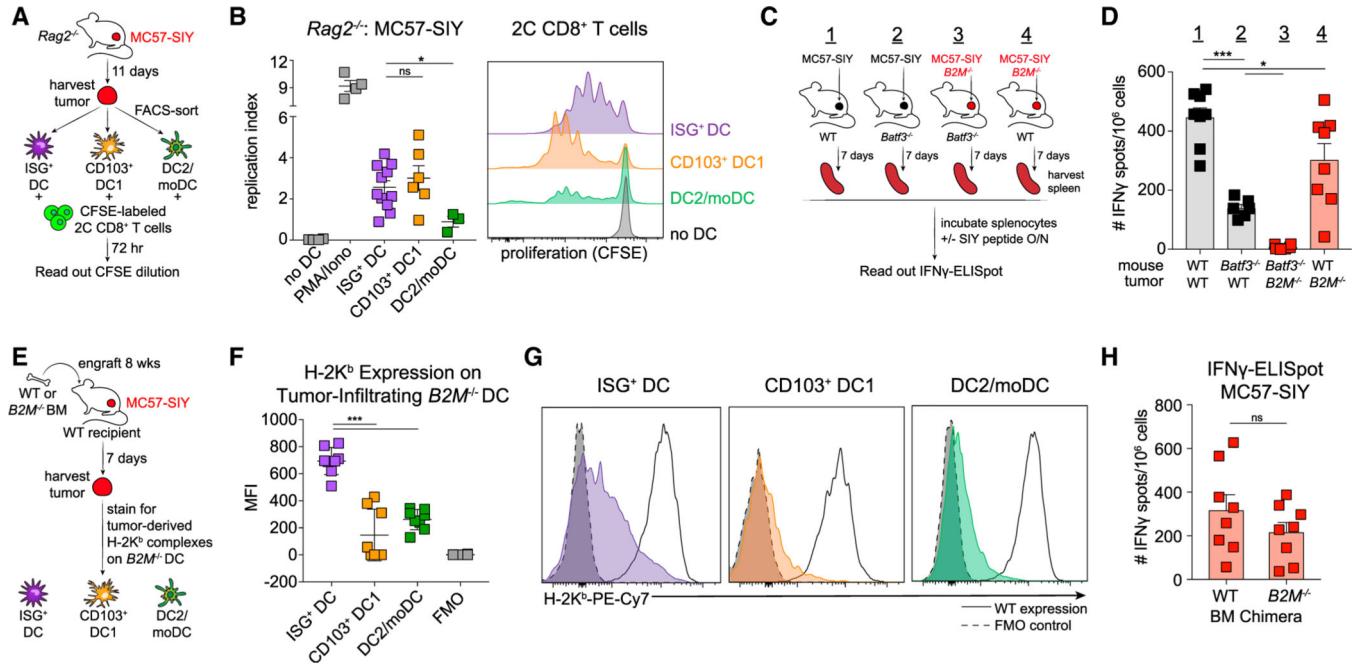 A
Rag2-/-
MC57-SIY
11 days
harvest
tumor
FACS-sort
ISG+
DC
+
CD103+
DC1
+
DC2/
moDC
+
CFSE-labeled
2C CD8+ T cells
72 hr
Read out CFSE dilution
B
Rag2-/-: MC57-SIY
replication index
12
9
6
6
4
2
0
*
ns
no DC
PMA/Iono
ISG+ DC
CD103+ DC1
DC2/moDC
2C CD8+ T cells
ISG+ DC
CD103+ DC1
DC2/moDC
no DC
proliferation (CFSE)
C
1 2 3 4
MC57-SIY MC57-SIY MC57-SIY MC57-SIY
B2M-/- B2M-/-
WT Batf3-/- Batf3-/- WT
7 days 7 days 7 days 7 days
harvest
spleen
incubate splenocytes
+/- SIY peptide O/N
Read out IFNγ-ELISpot
D
1 2 3 4
***
*
# IFNγ spots/10^6 cells
600
400
200
0
mouse WT Batf3-/- Batf3-/- WT
tumor WT WT B2M-/- B2M-/-
E
engraft 8 wks
WT or
B2M-/- BM
MC57-SIY
WT recipient
7 days
harvest
tumor
stain for
tumor-derived
H-2Kb complexes
on B2M-/- DC
ISG+
DC
CD103+
DC1
DC2/
moDC
F
H-2Kb Expression on
Tumor-Infiltrating B2M-/- DC
***
MFI
1000
800
600
400
200
0
-200
ISG+ DC
CD103+ DC1
DC2/moDC
FMO
G
ISG+ DC
CD103+ DC1
DC2/moDC
H-2Kb-PE-Cy7
WT expression
FMO control
H
IFNγ-ELISpot
MC57-SIY
ns
# IFNγ spots/10^6 cells
800
600
400
200
0
WT B2M-/-
BM Chimera